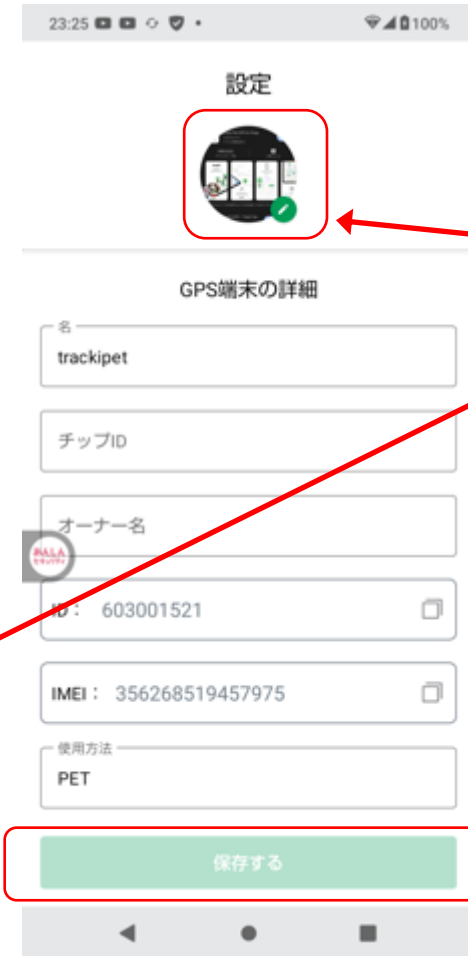 23:25
100%
設定
GPS端末の詳細
名
trackipet
チップID
オーナー名
ID： 603001521
IMEI： 356268519457975
使用方法
PET
保存する